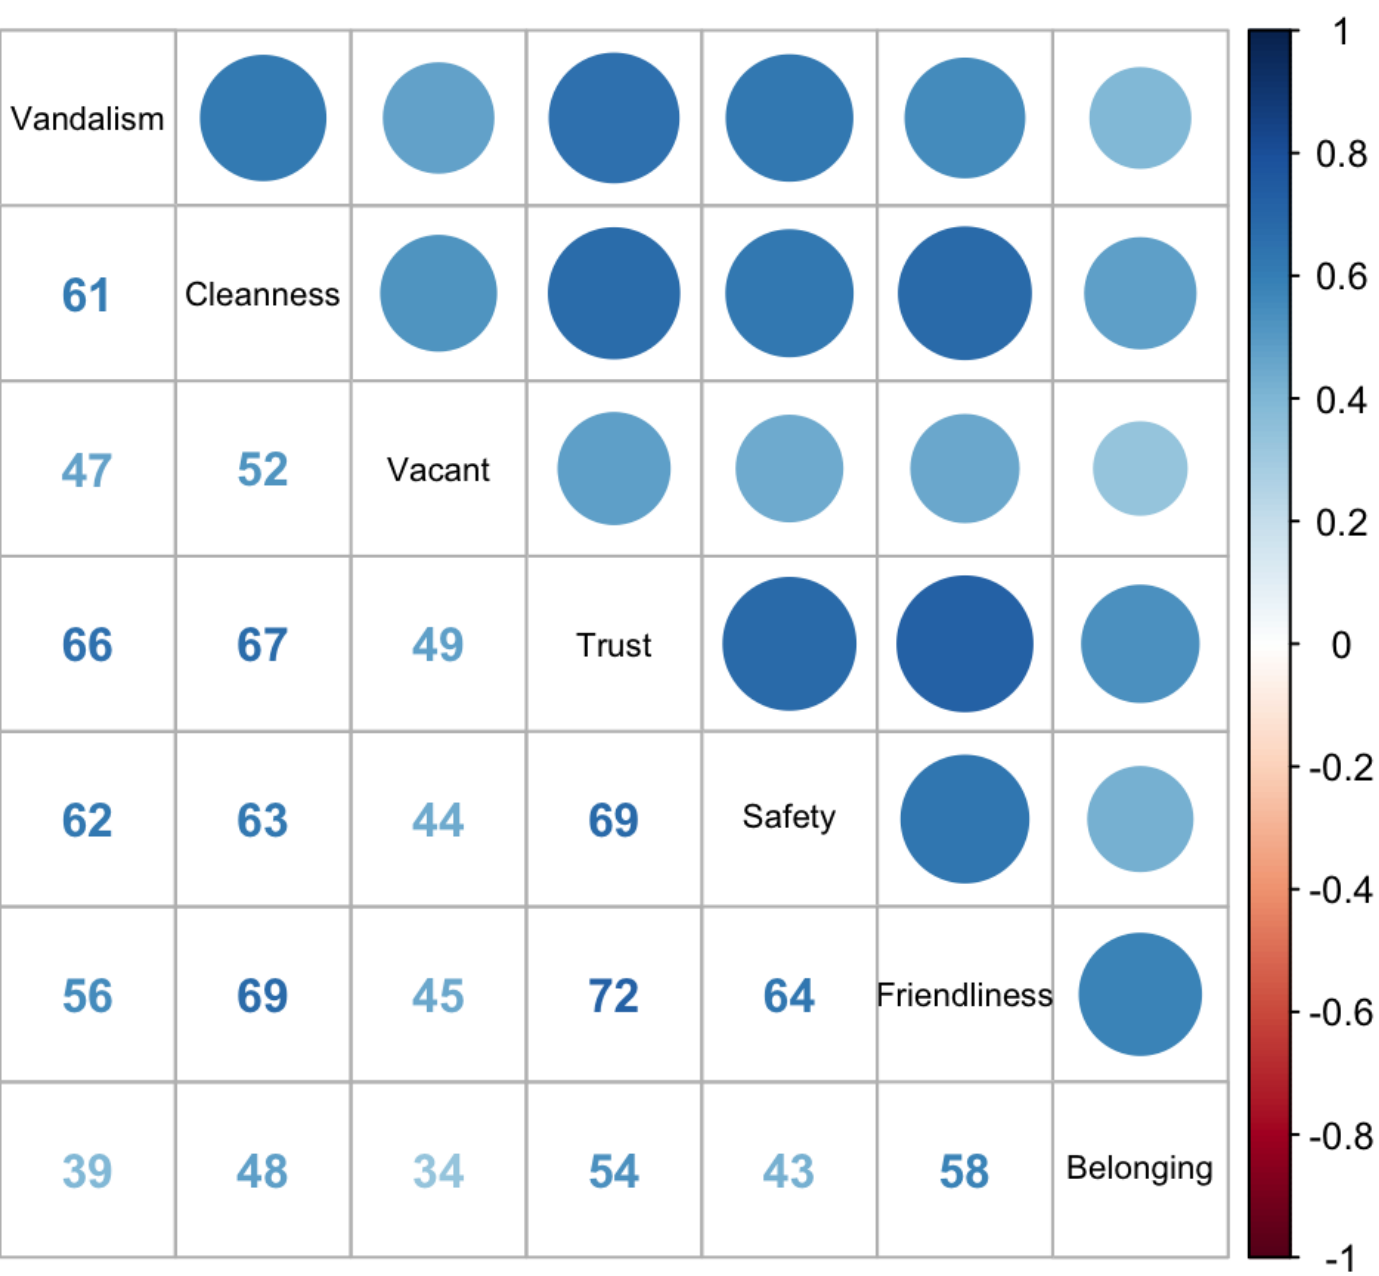 Vandalism
61 Cleanness
47 52 Vacant
66 67 49 Trust
62 63 44 69 Safety
56 69 45 72 64 Friendliness
39 48 34 54 43 58 Belonging
1
0.8
0.6
0.4
0.2
0
-0.2
-0.4
-0.6
-0.8
-1